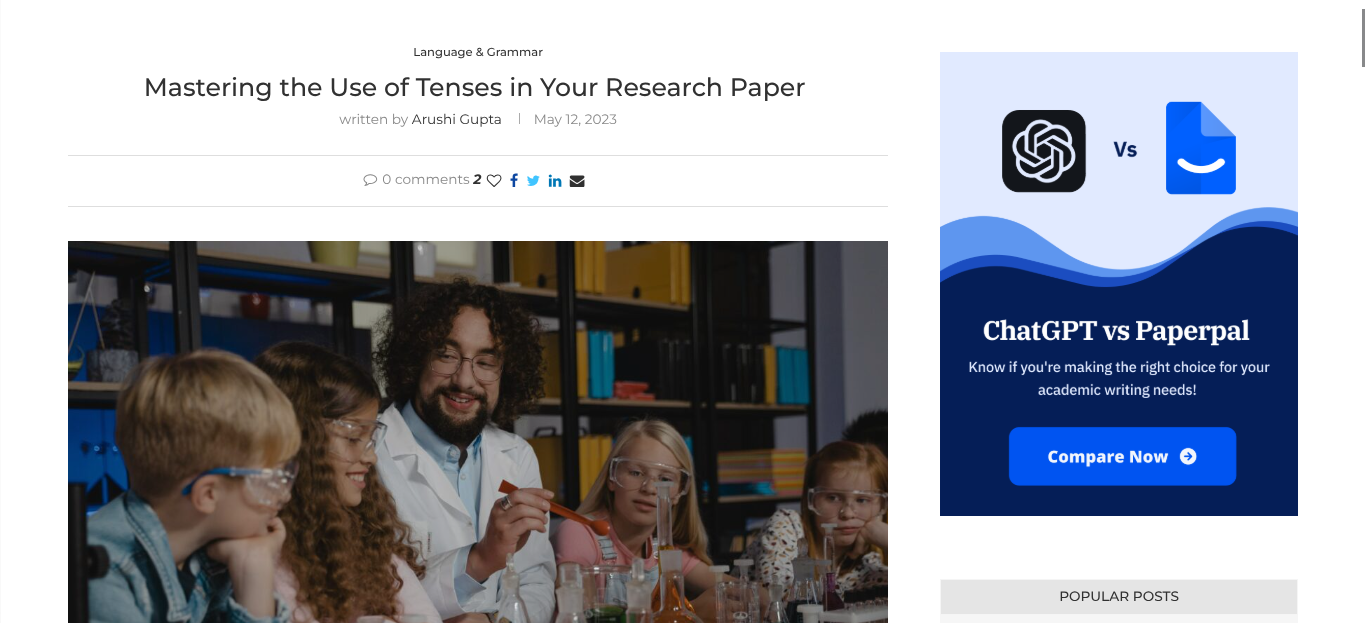 Language & Grammar
Mastering the Use of Tenses in Your Research Paper
written by Arushi Gupta May 12, 2023
0 comments 2
Vs
ChatGPT vs Paperpal
Know if you're making the right choice for your
academic writing needs!
Compare Now
POPULAR POSTS